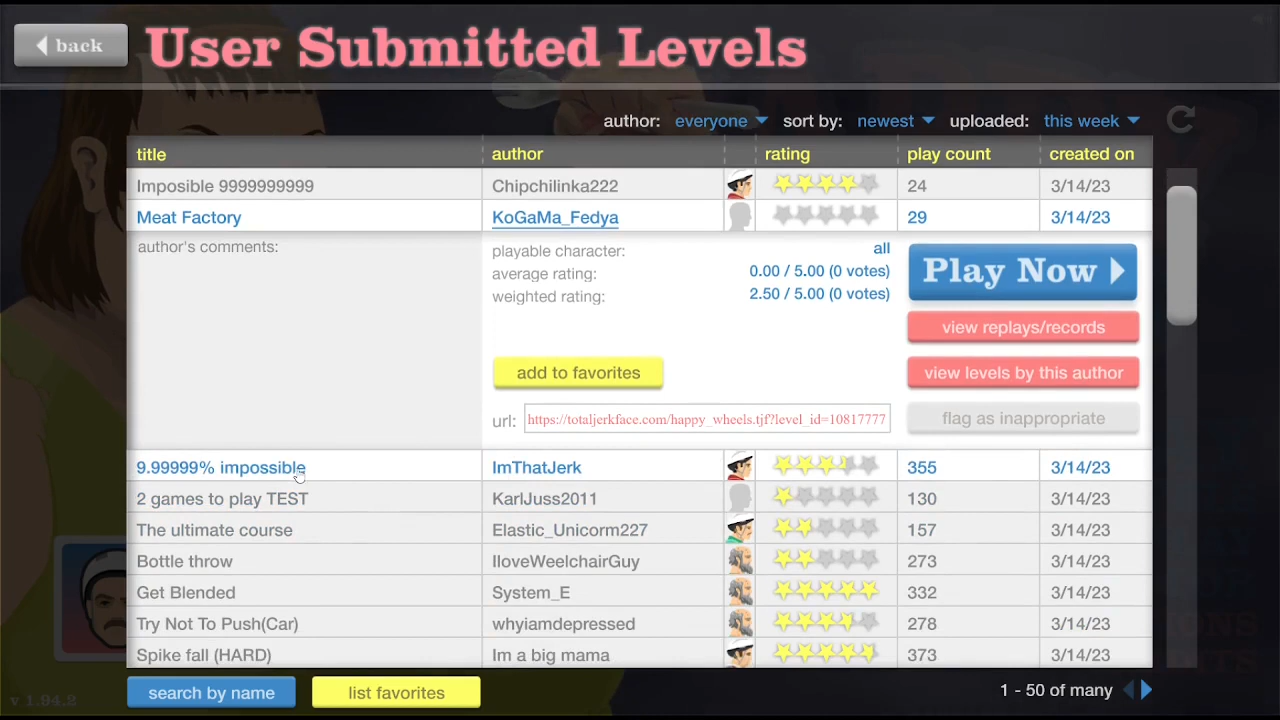 back
User Submitted Levels
author: everyone sort by: newest uploaded: this week
title author rating play count created on
Imposible 9999999999 Chipchilinka222 24 3/14/23
Meat Factory KoGaMa_Fedya 29 3/14/23
author's comments:
playable character: all
average rating: 0.00 / 5.00 (0 votes)
weighted rating: 2.50 / 5.00 (0 votes)
Play Now
view replays/records
add to favorites
view levels by this author
url: https://totaljerkface.com/happy_wheels.tjf?level_id=10817777
flag as inappropriate
9.99999% impossible ImThatJerk 355 3/14/23
2 games to play TEST KarlJuss2011 130 3/14/23
The ultimate course Elastic_Unicorm227 157 3/14/23
Bottle throw IloveWeelchairGuy 273 3/14/23
Get Blended System_E 332 3/14/23
Try Not To Push(Car) whyiamdepressed 278 3/14/23
Spike fall (HARD) Im a big mama 373 3/14/23
search by name
list favorites
1 - 50 of many
v 1.94.2